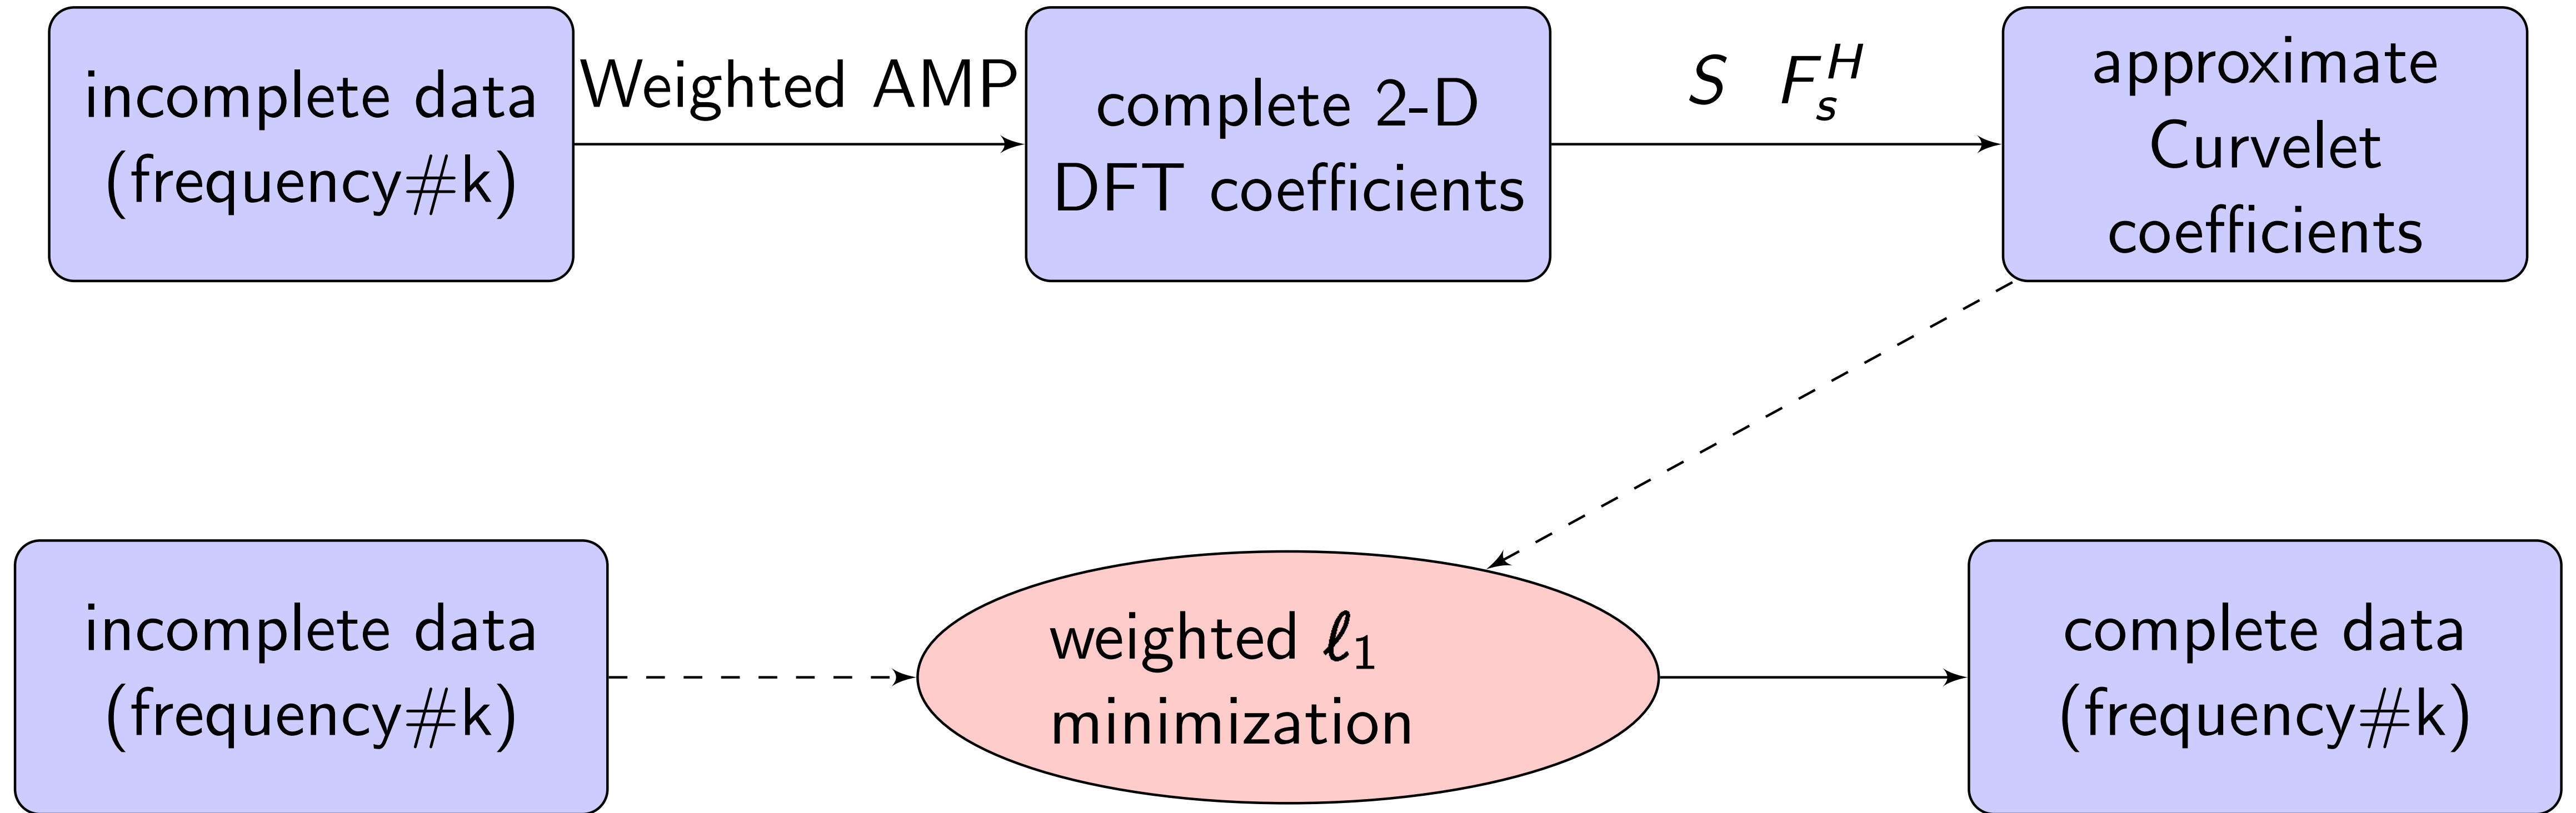 incomplete data
(frequency#k)
Weighted AMP
complete 2-D
DFT coefficients
S F_s^H
approximate
Curvelet
coefficients
incomplete data
(frequency#k)
weighted ℓ₁
minimization
complete data
(frequency#k)